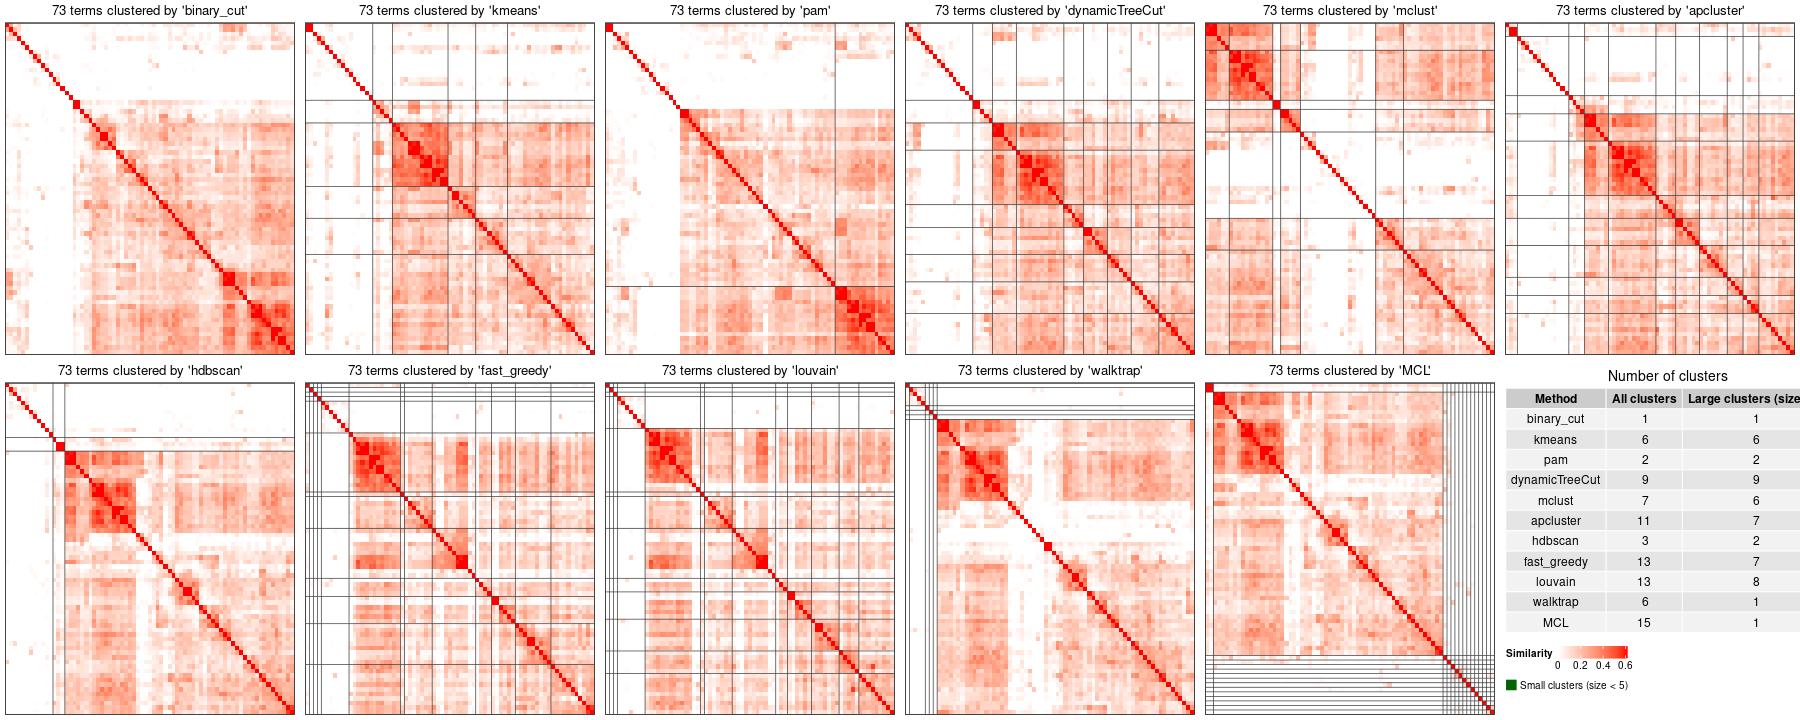 73 terms clustered by 'binary_cut'
73 terms clustered by 'kmeans'
73 terms clustered by 'pam'
73 terms clustered by 'dynamicTreeCut'
73 terms clustered by 'mclust'
73 terms clustered by 'apcluster'
73 terms clustered by 'hdbscan'
73 terms clustered by 'fast_greedy'
73 terms clustered by 'louvain'
73 terms clustered by 'walktrap'
73 terms clustered by 'MCL'
Number of clusters
Method All clusters Large clusters (size
binary_cut 1 1
kmeans 6 6
pam 2 2
dynamicTreeCut 9 9
mclust 7 6
apcluster 11 7
hdbscan 3 2
fast_greedy 13 7
louvain 13 8
walktrap 6 1
MCL 15 1
Similarity
0 0.2 0.4 0.6
Small clusters (size < 5)